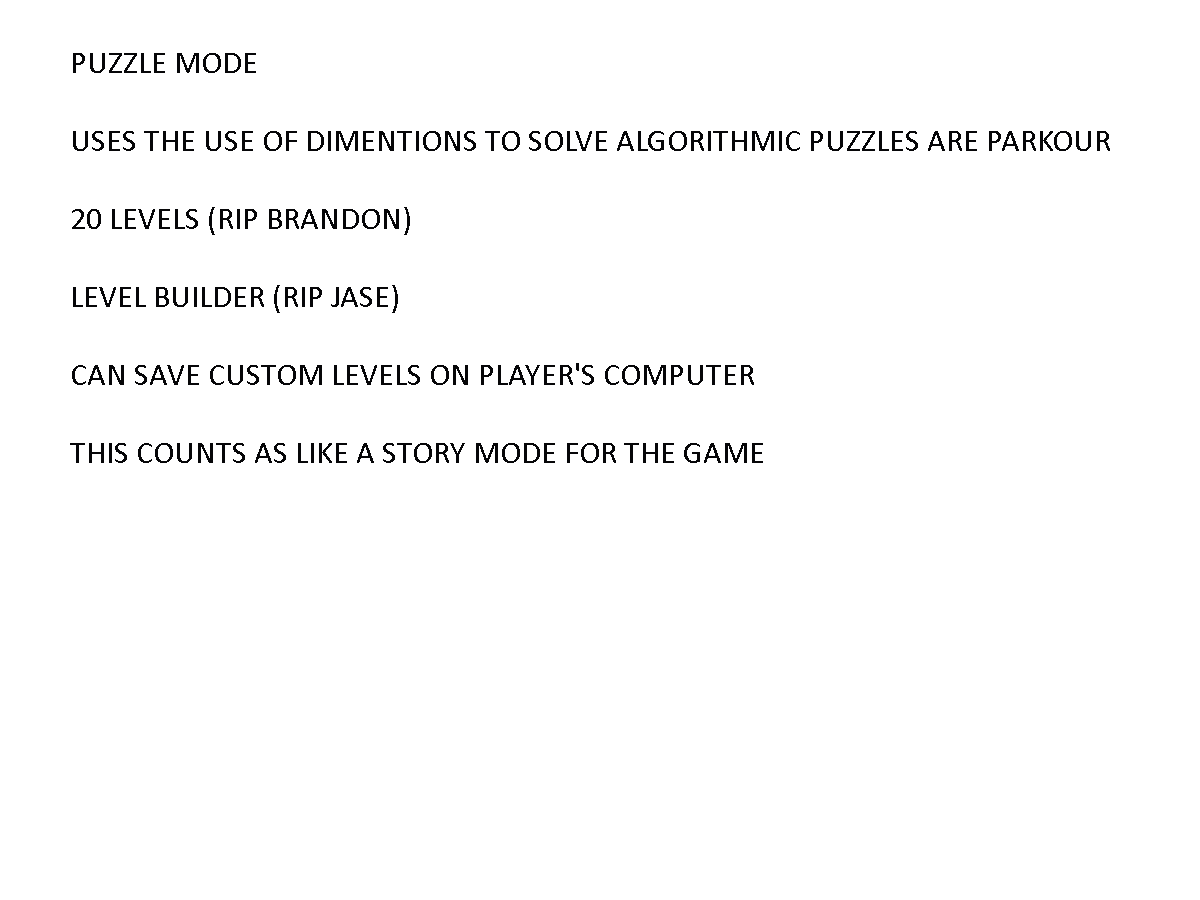 PUZZLE MODE
USES THE USE OF DIMENTIONS TO SOLVE ALGORITHMIC PUZZLES ARE PARKOUR
20 LEVELS (RIP BRANDON)
LEVEL BUILDER (RIP JASE)
CAN SAVE CUSTOM LEVELS ON PLAYER'S COMPUTER
THIS COUNTS AS LIKE A STORY MODE FOR THE GAME